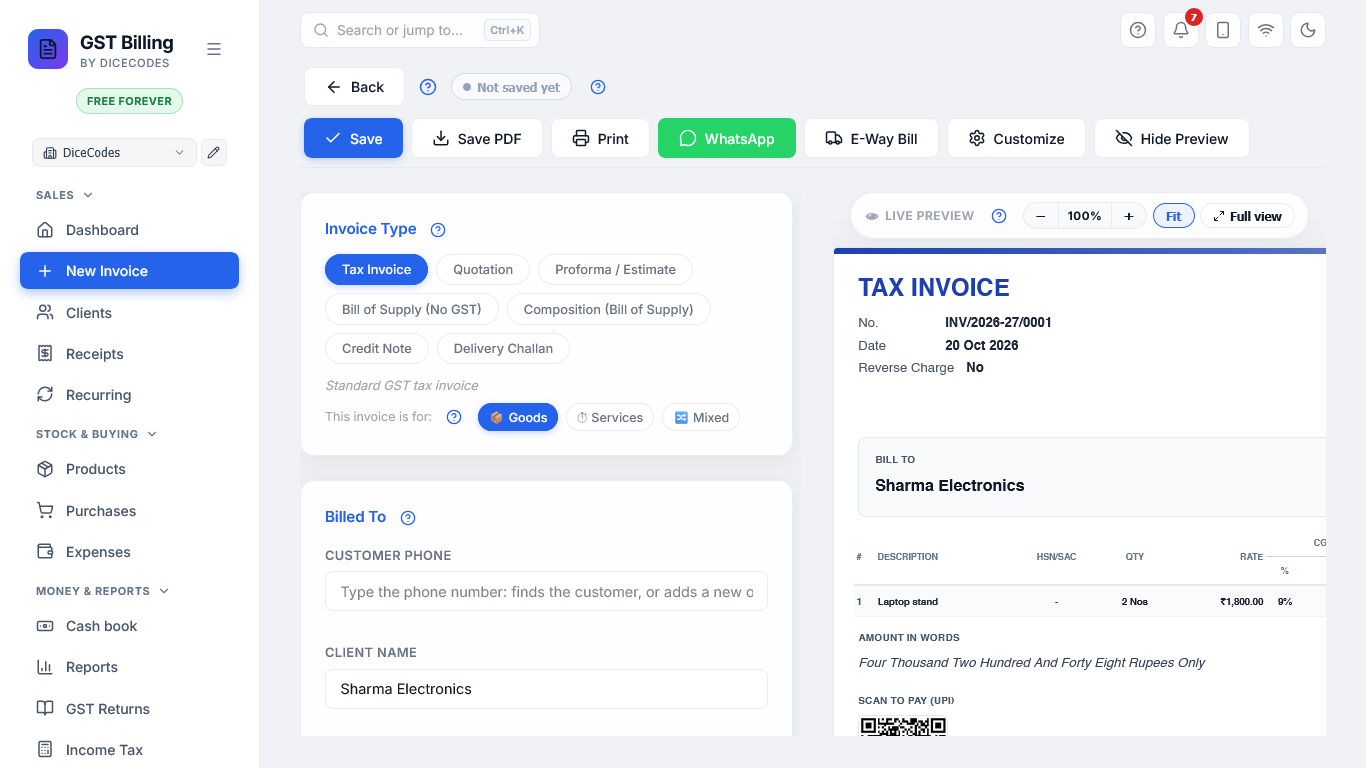 GST Billing
BY DICECODES
FREE FOREVER
DiceCodes
SALES
Dashboard
New Invoice
Clients
Receipts
Recurring
STOCK & BUYING
Products
Purchases
Expenses
MONEY & REPORTS
Cash book
Reports
GST Returns
Income Tax
Search or jump to... Ctrl+K
7
Back
Not saved yet
Save
Save PDF
Print
WhatsApp
E-Way Bill
Customize
Hide Preview
Invoice Type
Tax Invoice Quotation Proforma / Estimate
Bill of Supply (No GST) Composition (Bill of Supply)
Credit Note Delivery Challan
Standard GST tax invoice
This invoice is for: Goods Services Mixed
Billed To
CUSTOMER PHONE
Type the phone number: finds the customer, or adds a new o
CLIENT NAME
Sharma Electronics
LIVE PREVIEW − 100% + Fit Full view
TAX INVOICE
No. INV/2026-27/0001
Date 20 Oct 2026
Reverse Charge No
BILL TO
Sharma Electronics
CG
# DESCRIPTION HSN/SAC QTY RATE
%
1 Laptop stand - 2 Nos ₹1,800.00 9%
AMOUNT IN WORDS
Four Thousand Two Hundred And Forty Eight Rupees Only
SCAN TO PAY (UPI)